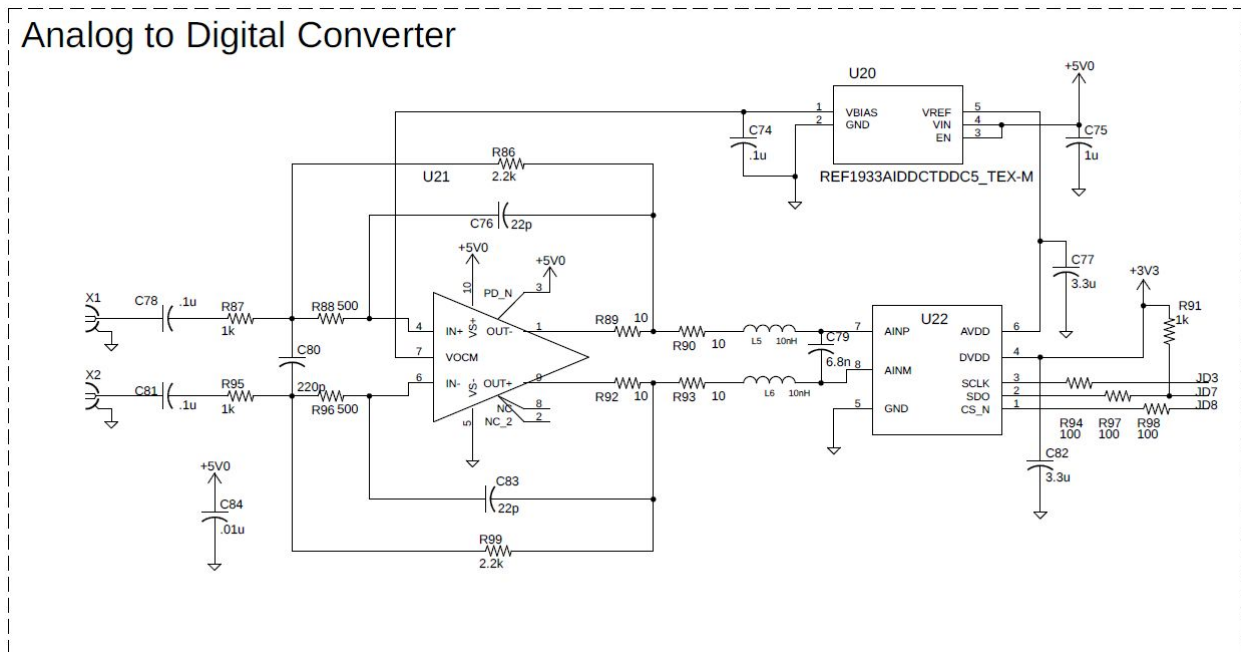 Analog to Digital Converter
+5V0
U20
1 VBIAS VREF 5
2 GND VIN 4
EN 3
C74
.1u
C75
1u
REF1933AIDDCTDDC5_TEX-M
R86
2.2k
U21
C76 22p
+5V0
+5V0
10
PD_N 3
VS+
C77
3.3u
+3V3
X1
C78 .1u
R87
1k
R88 500
4 IN+ OUT- 1
R89 10
R90 10
L5 10nH
C79
6.8n
7 AINP
U22
AVDD 6
R91
1k
7 VOCM
C80
220p
DVDD 4
8 AINM
X2
C81 .1u
R95
1k
R96 500
6 IN- OUT+ 9
VS-
R92 10
R93 10
L6 10nH
SCLK 3
JD3
SDO 2
JD7
5 GND
CS_N 1
JD8
NC 8
NC_2 2
5
R94 R97 R98
100 100 100
C82
3.3u
+5V0
C84
.01u
C83
22p
R99
2.2k